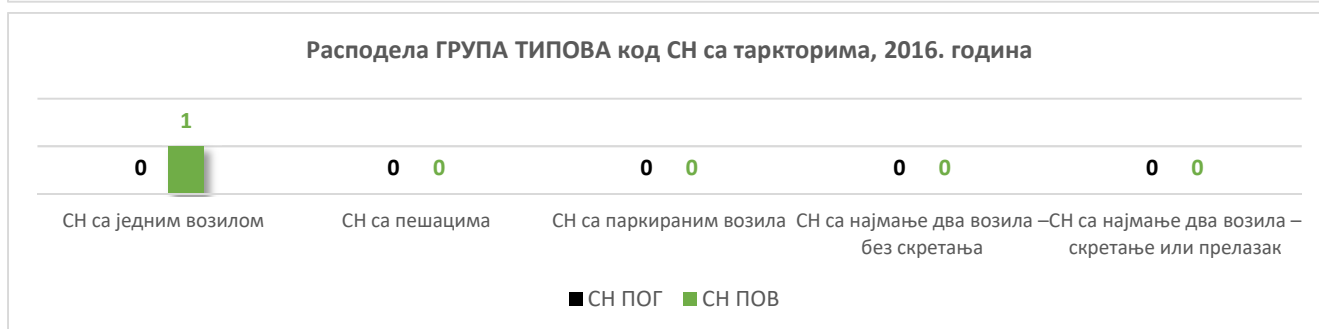 Расподела ГРУПА ТИПОВА код СН са таркторима, 2016. година
1
0
0 0
0 0
0 0
0 0
СН са једним возилом
СН са пешацима
СН са паркираним возила
СН са најмање два возила –
без скретања
СН са најмање два возила –
скретање или прелазак
СН ПОГ СН ПОВ